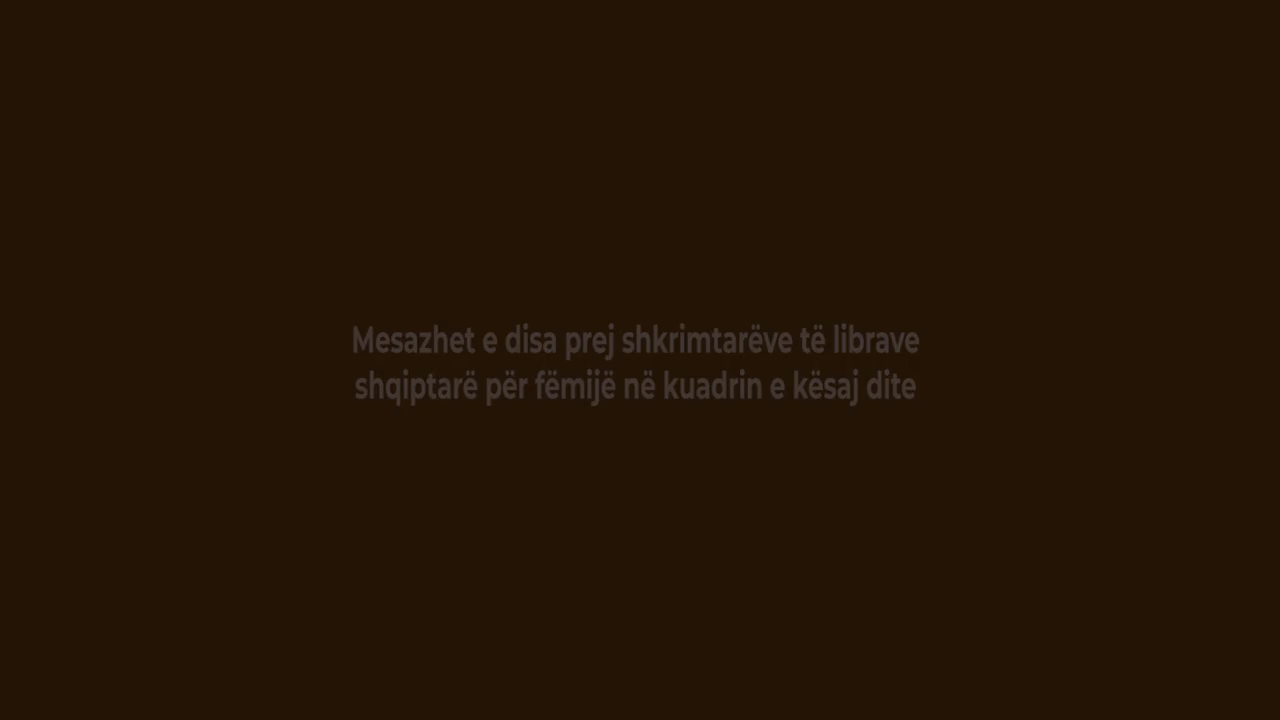 Mesazhet e disa prej shkrimtarëve të librave
shqiptarë për fëmijë në kuadrin e kësaj dite